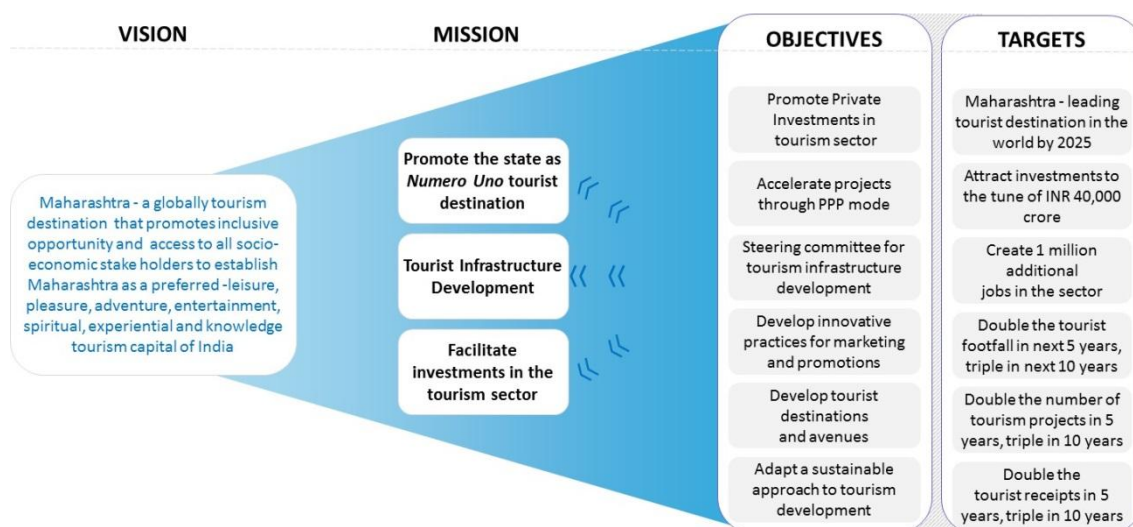 VISION
MISSION
OBJECTIVES
TARGETS
Maharashtra - a globally tourism
destination that promotes inclusive
opportunity and access to all socio-
economic stake holders to establish
Maharashtra as a preferred -leisure,
pleasure, adventure, entertainment,
spiritual, experiential and knowledge
tourism capital of India
Promote the state as
Numero Uno tourist
destination
Tourist Infrastructure
Development
Facilitate
investments in the
tourism sector
Promote Private
Investments in
tourism sector
Accelerate projects
through PPP mode
Steering committee for
tourism infrastructure
development
Develop innovative
practices for marketing
and promotions
Develop tourist
destinations
and avenues
Adapt a sustainable
approach to tourism
development
Maharashtra - leading
tourist destination in the
world by 2025
Attract investments to
the tune of INR 40,000
crore
Create 1 million
additional
jobs in the sector
Double the tourist
footfall in next 5 years,
triple in next 10 years
Double the number of
tourism projects in 5
years, triple in 10 years
Double the
tourist receipts in 5
years, triple in 10 years